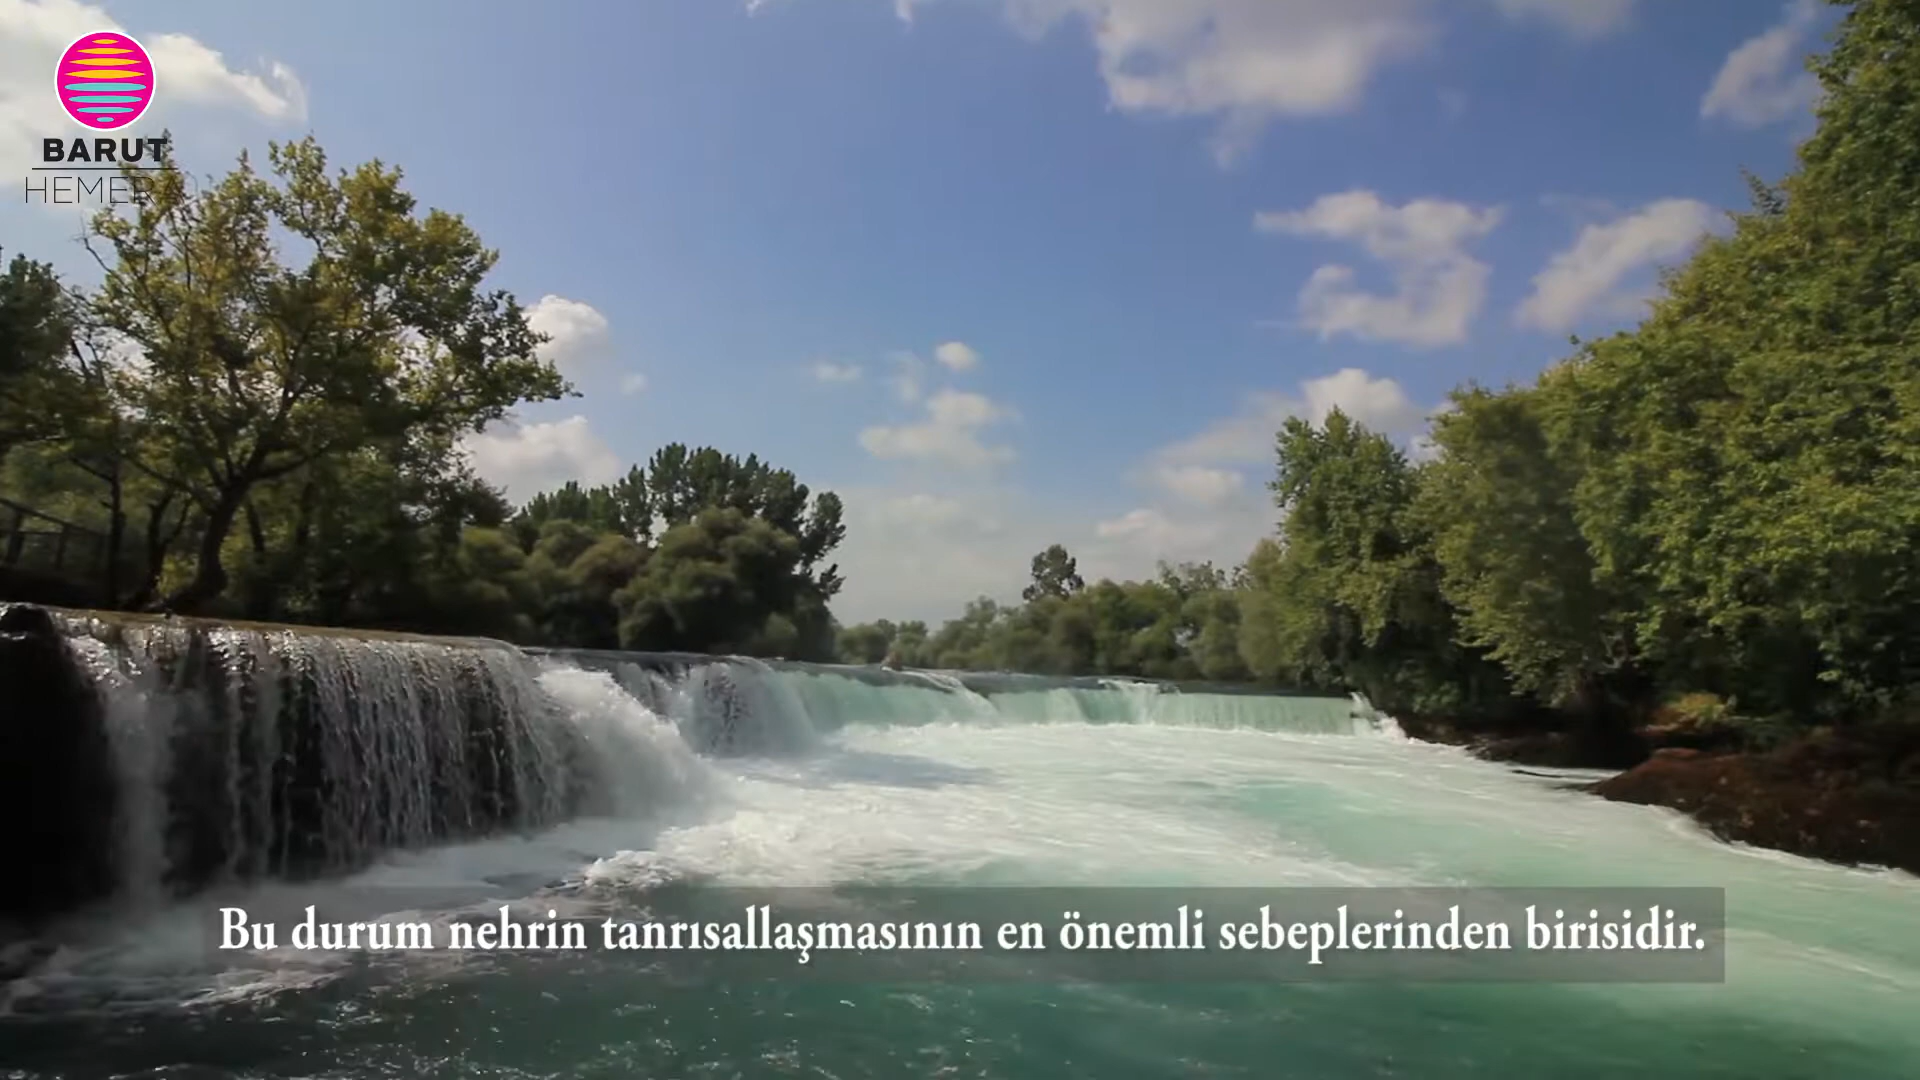 BARUT
HEMERA
Bu durum nehrin tanrısallaşmasının en önemli sebeplerinden birisidir.